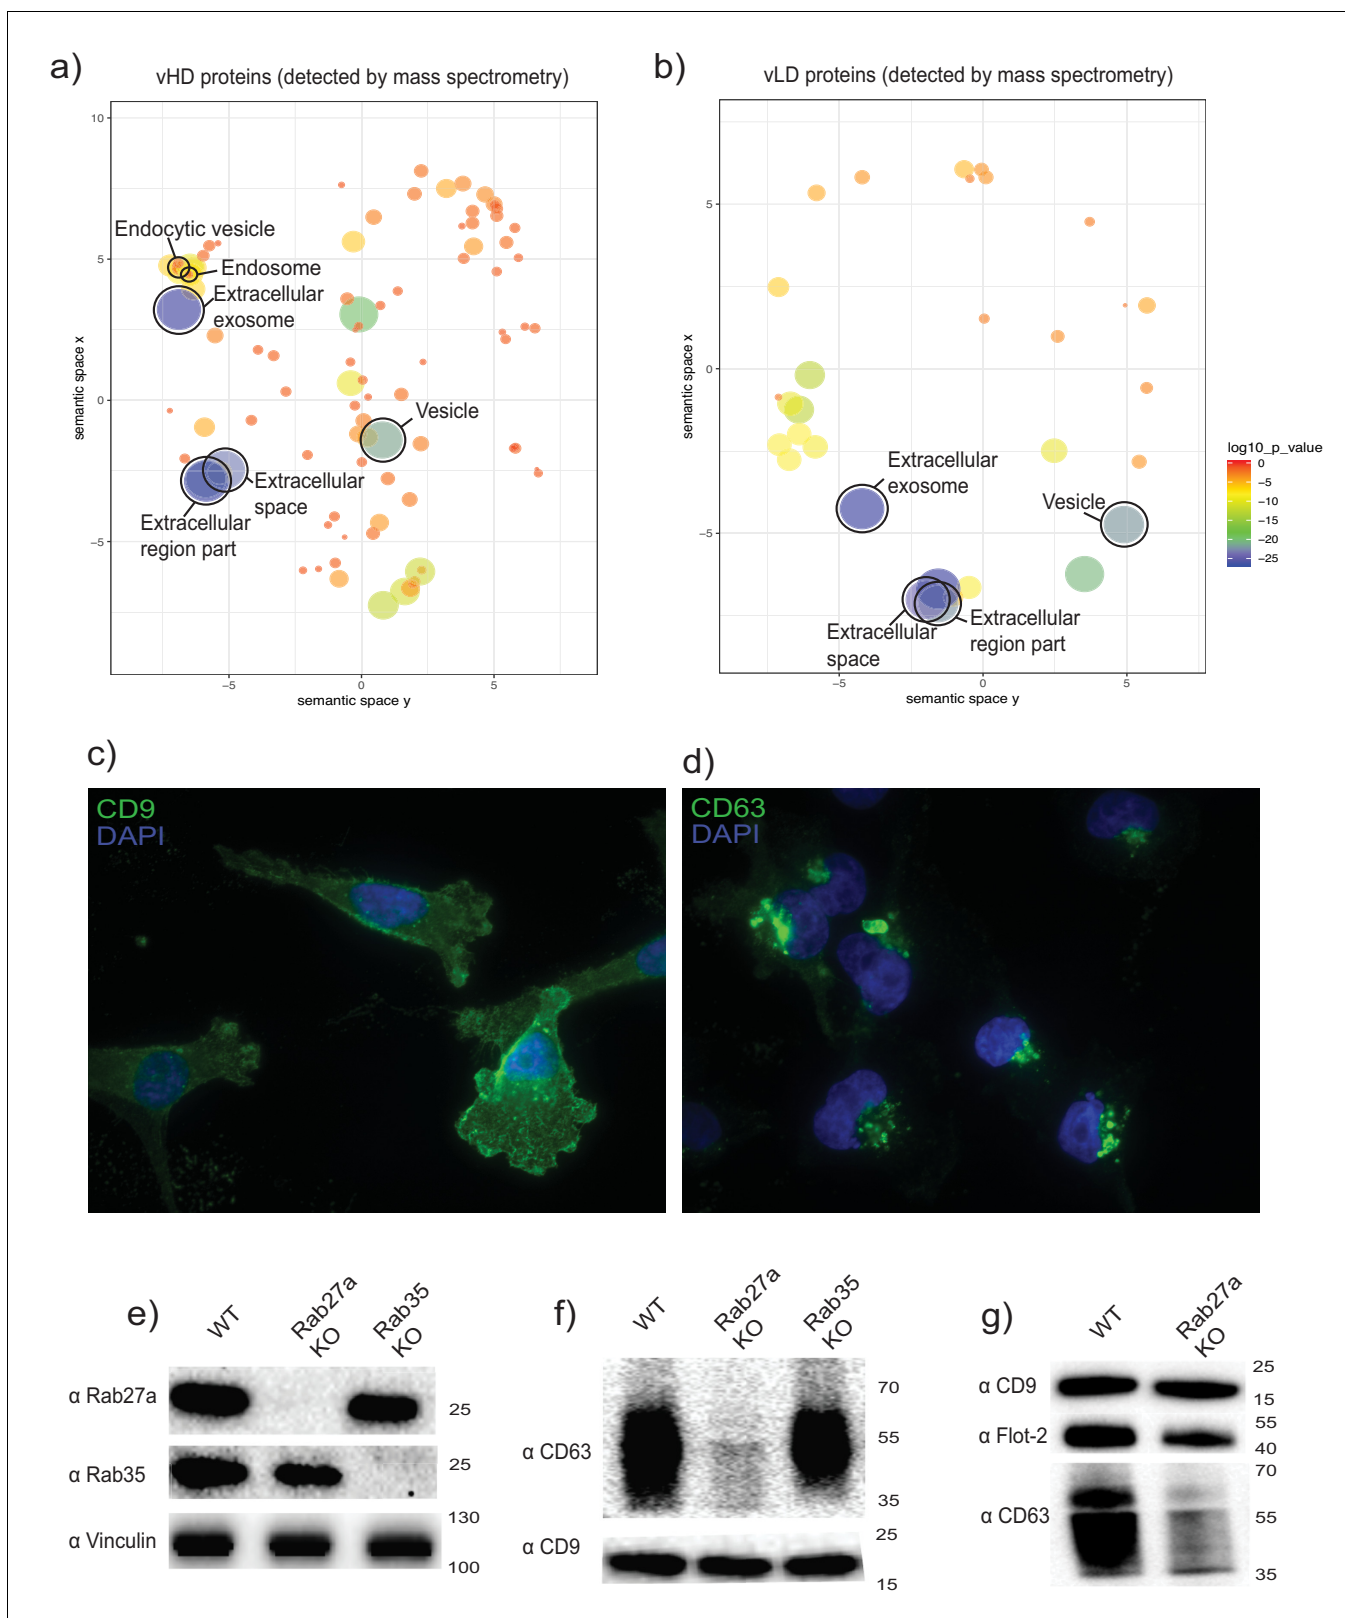 a)
vHD proteins (detected by mass spectrometry)
10
5
0
−5
semantic space x
Endocytic vesicle
Endosome
Extracellular
exosome
Vesicle
Extracellular
space
Extracellular
region part
−5
0
5
semantic space y
b)
vLD proteins (detected by mass spectrometry)
5
0
−5
semantic space x
Extracellular
exosome
Vesicle
Extracellular
space
Extracellular
region part
−5
0
5
semantic space y
log10_p_value
0
−5
−10
−15
−20
−25
c)
CD9
DAPI
d)
CD63
DAPI
e)
WT
Rab27a
KO
Rab35
KO
α Rab27a
25
α Rab35
25
α Vinculin
130
100
f)
WT
Rab27a
KO
Rab35
KO
α CD63
70
55
35
α CD9
25
15
g)
WT
Rab27a
KO
α CD9
25
15
α Flot-2
55
40
α CD63
70
55
35